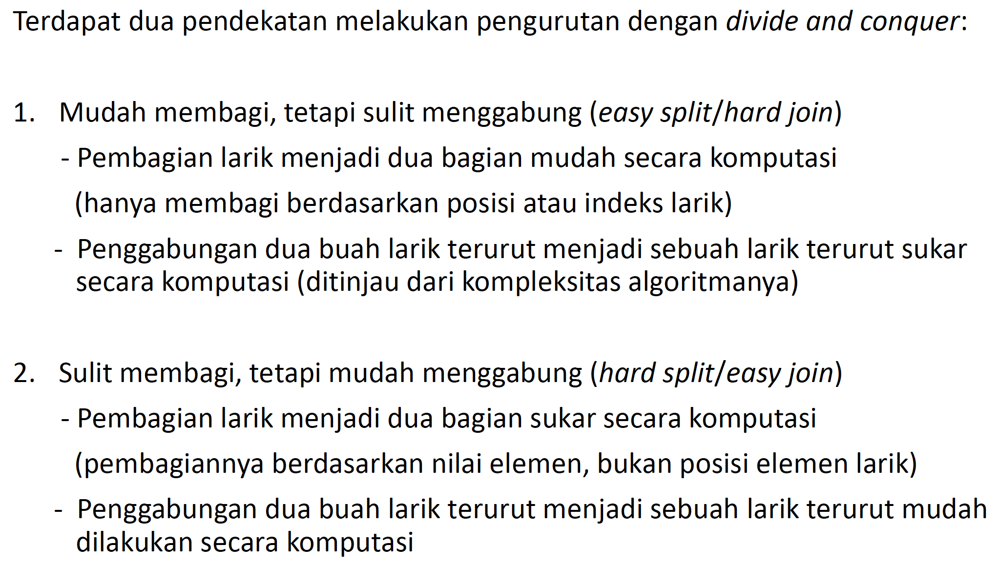 Terdapat dua pendekatan melakukan pengurutan dengan divide and conquer:
1. Mudah membagi, tetapi sulit menggabung (easy split/hard join)
- Pembagian larik menjadi dua bagian mudah secara komputasi
(hanya membagi berdasarkan posisi atau indeks larik)
- Penggabungan dua buah larik terurut menjadi sebuah larik terurut sukar
secara komputasi (ditinjau dari kompleksitas algoritmanya)
2. Sulit membagi, tetapi mudah menggabung (hard split/easy join)
- Pembagian larik menjadi dua bagian sukar secara komputasi
(pembagiannya berdasarkan nilai elemen, bukan posisi elemen larik)
- Penggabungan dua buah larik terurut menjadi sebuah larik terurut mudah
dilakukan secara komputasi